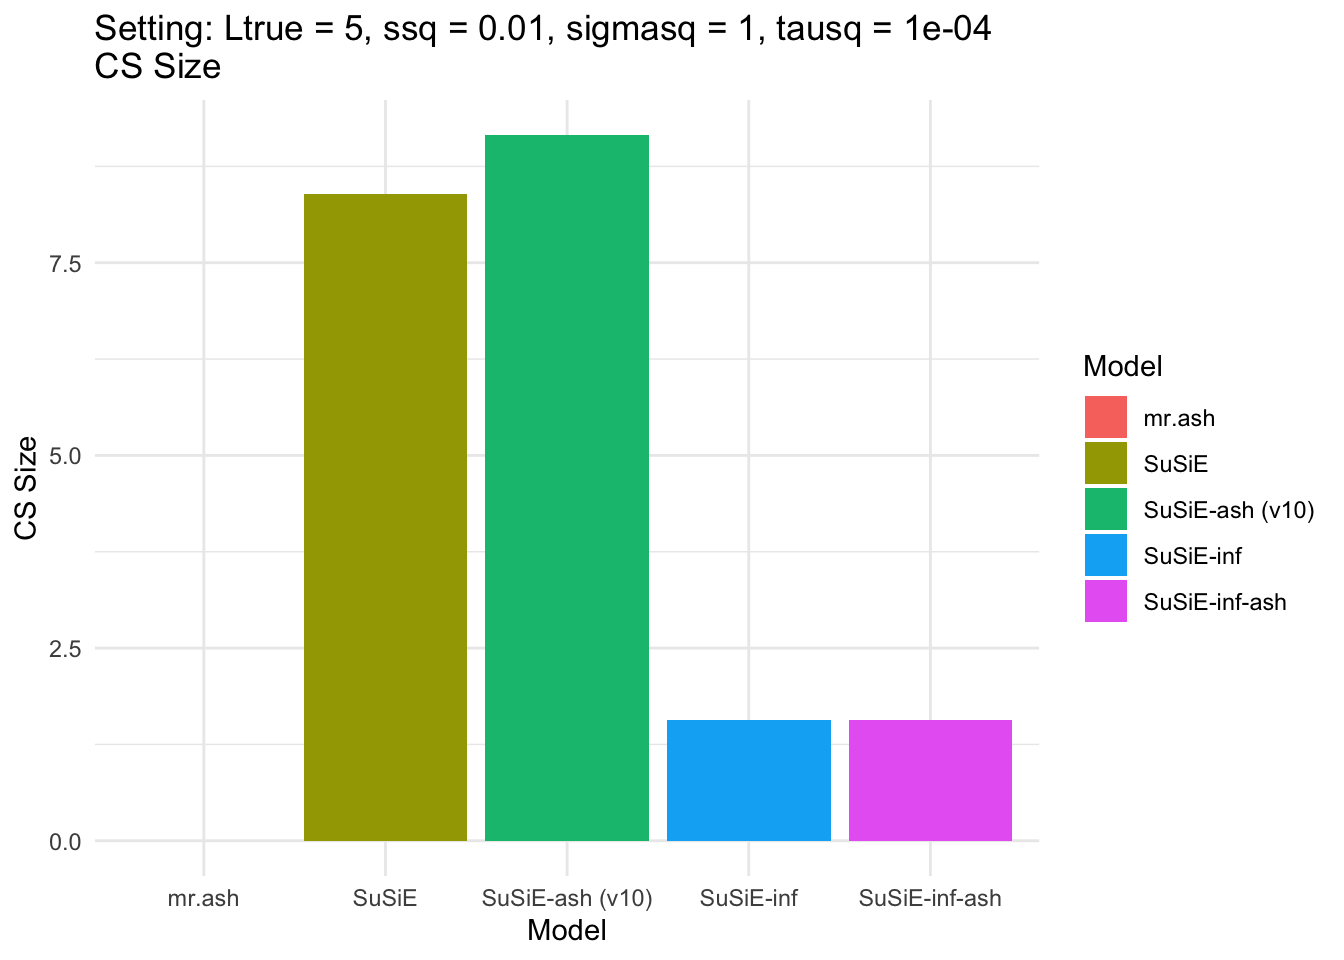 Setting: Ltrue = 5, ssq = 0.01, sigmasq = 1, tausq = 1e-04
CS Size
7.5
5.0
2.5
0.0
CS Size
mr.ash
SuSiE
SuSiE-ash (v10)
SuSiE-inf
SuSiE-inf-ash
Model
Model
mr.ash
SuSiE
SuSiE-ash (v10)
SuSiE-inf
SuSiE-inf-ash